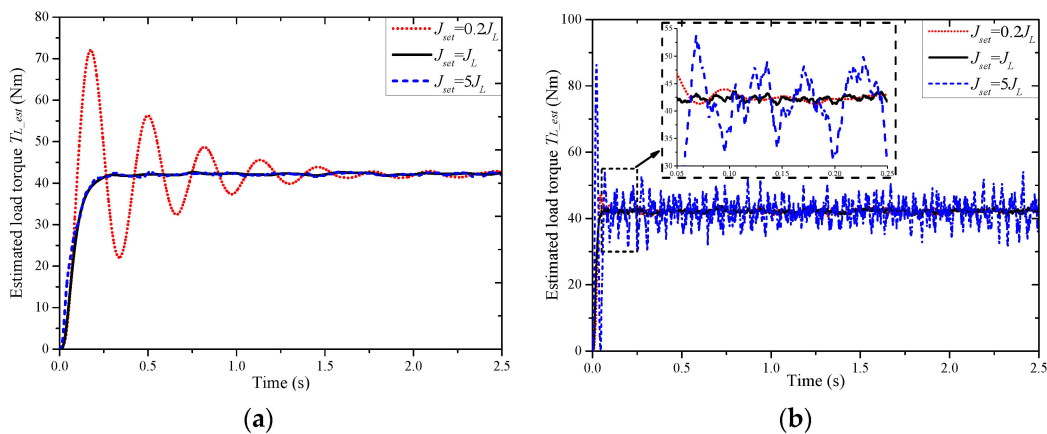 80
70
60
50
40
30
20
10
0
Estimated load torque TL_est (Nm)
Jset=0.2JL
Jset=JL
Jset=5JL
0.0 0.5 1.0 1.5 2.0 2.5
Time (s)
(a)
100
80
60
40
20
0
Estimated load torque TL_est (Nm)
55
50
45
40
35
30
0.05 0.10 0.15 0.20 0.25
Jset=0.2JL
Jset=JL
Jset=5JL
0.0 0.5 1.0 1.5 2.0 2.5
Time (s)
(b)